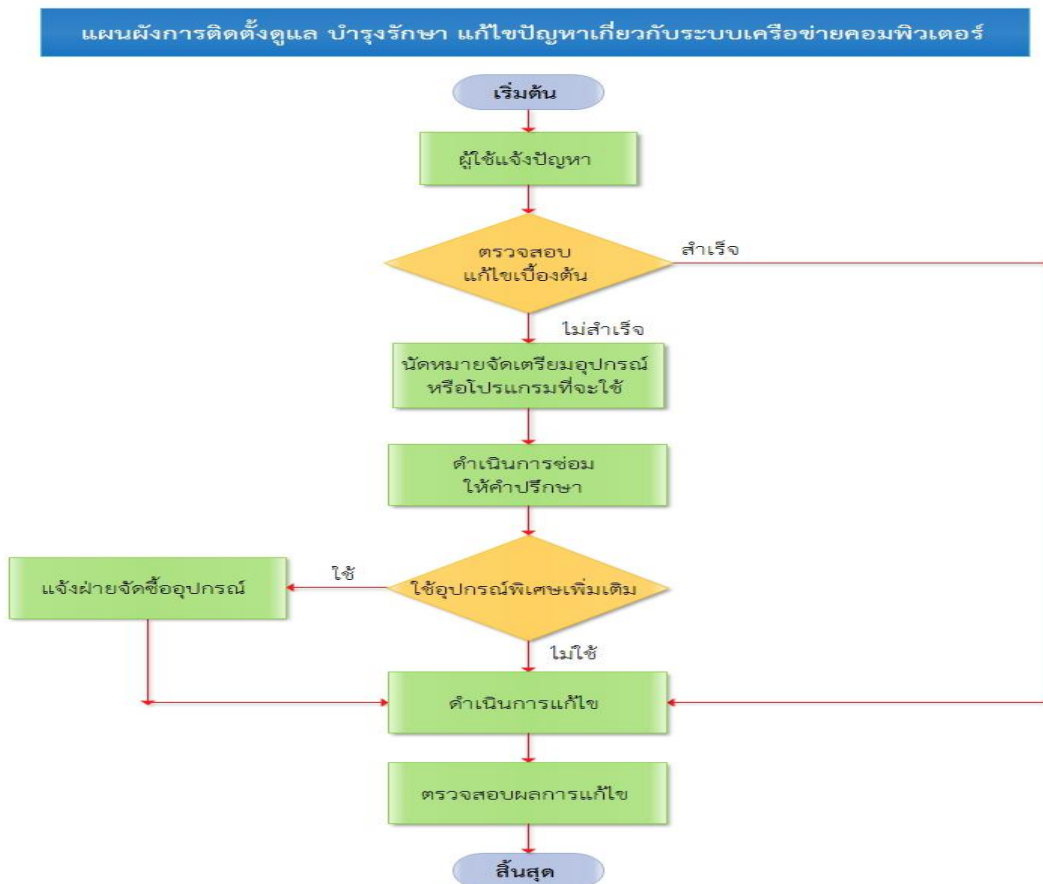 แผนผังการติดตั้งดูแล บำรุงรักษา แก้ไขปัญหาเกี่ยวกับระบบเครือข่ายคอมพิวเตอร์
เริ่มต้น
ผู้ใช้แจ้งปัญหา
ตรวจสอบ
แก้ไขเบื้องต้น
สำเร็จ
ไม่สำเร็จ
นัดหมายจัดเตรียมอุปกรณ์
หรือโปรแกรมที่จะใช้
ดำเนินการซ่อม
ให้คำปรึกษา
ใช้อุปกรณ์พิเศษเพิ่มเติม
ใช้
แจ้งฝ่ายจัดซื้ออุปกรณ์
ไม่ใช้
ดำเนินการแก้ไข
ตรวจสอบผลการแก้ไข
สิ้นสุด